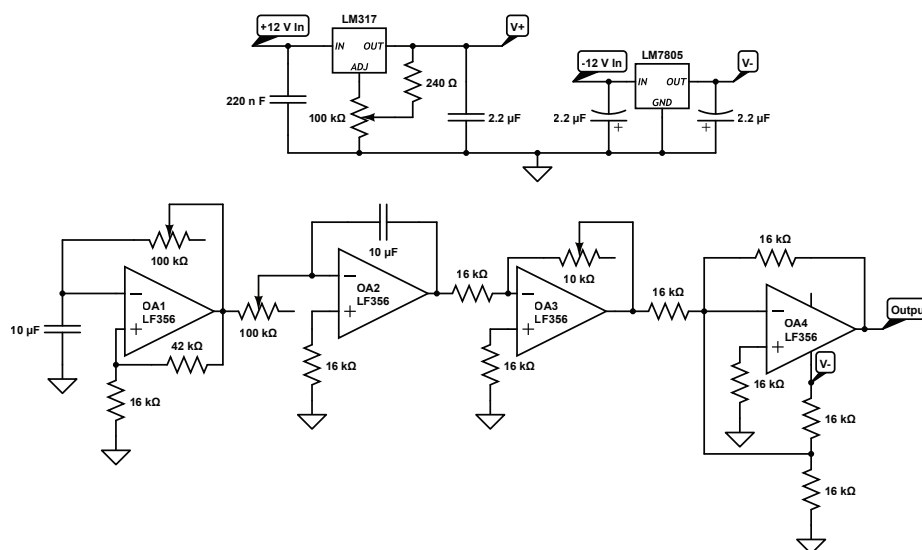 LM317
+12 V In
V+
IN
OUT
ADJ
240 Ω
220 n F
100 kΩ
2.2 µF
LM7805
-12 V In
V-
IN
OUT
GND
2.2 µF
+
+
2.2 µF
100 kΩ
−
OA1
LF356
+
10 µF
42 kΩ
16 kΩ
100 kΩ
10 µF
−
OA2
LF356
+
16 kΩ
16 kΩ
10 kΩ
−
OA3
LF356
+
16 kΩ
16 kΩ
16 kΩ
−
OA4
LF356
+
Output
16 kΩ
V-
16 kΩ
16 kΩ